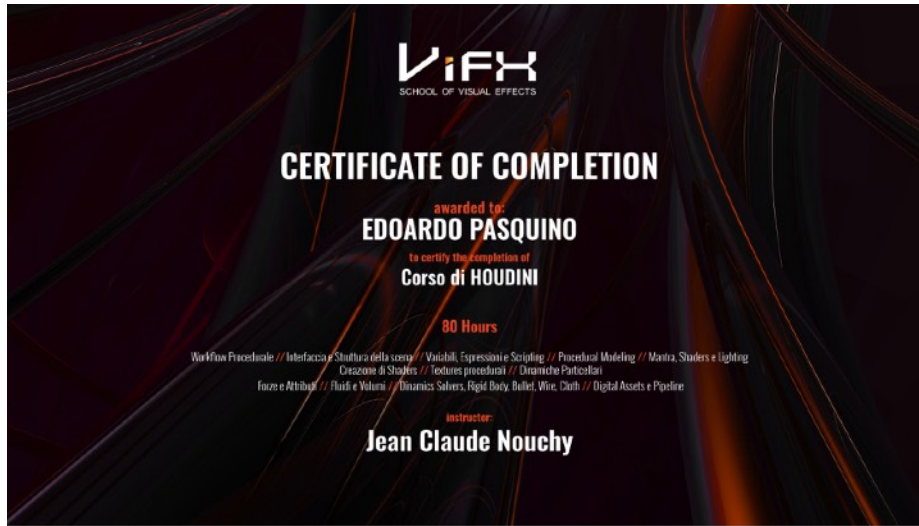 ViFX
SCHOOL OF VISUAL EFFECTS
CERTIFICATE OF COMPLETION
awarded to:
EDOARDO PASQUINO
to certify the completion of
Corso di HOUDINI
80 Hours
Workflow Procedurale // Interfaccia e Struttura della scena // Variabili, Espressioni e Scripting // Procedural Modeling // Mantra, Shaders e Lighting
Creazione di Shaders // Textures procedurali // Dinamiche Particellari
Forze e Attributi // Fluidi e Volumi // Dinamics Solvers, Rigid Body, Bullet, Wire, Cloth // Digital Assets e Pipeline
instructor:
Jean Claude Nouchy